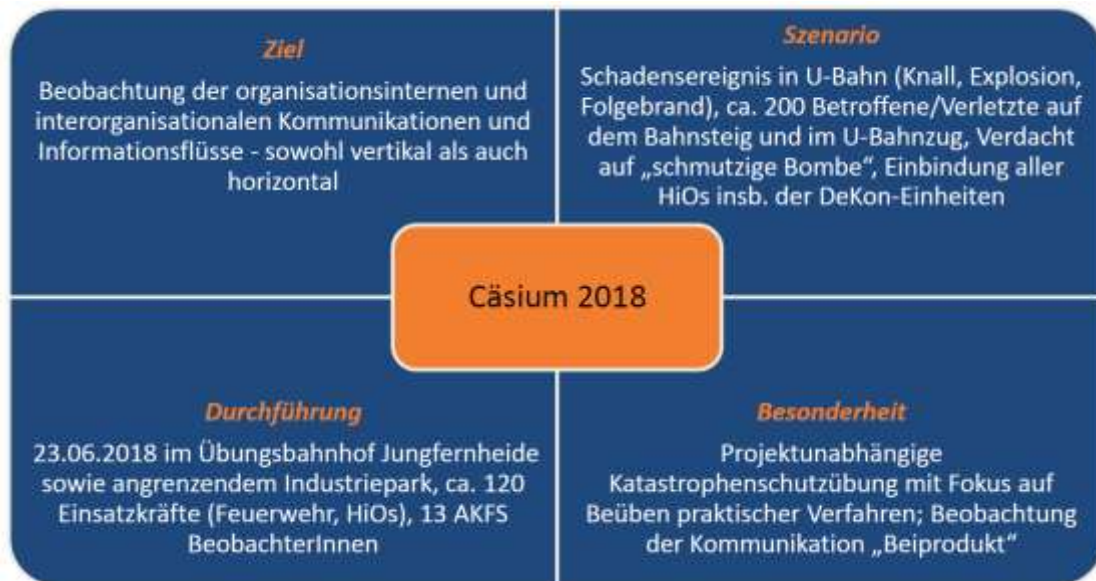 Ziel
Beobachtung der organisationsinternen und
interorganisationalen Kommunikationen und
Informationsflüsse - sowohl vertikal als auch
horizontal
Szenario
Schadensereignis in U-Bahn (Knall, Explosion,
Folgebrand), ca. 200 Betroffene/Verletzte auf
dem Bahnsteig und im U-Bahnzug, Verdacht
auf „schmutzige Bombe“, Einbindung aller
HiOs insb. der DeKon-Einheiten
Cäsium 2018
Durchführung
23.06.2018 im Übungsbahnhof Jungfernheide
sowie angrenzendem Industriepark, ca. 120
Einsatzkräfte (Feuerwehr, HiOs), 13 AKFS
BeobachterInnen
Besonderheit
Projektunabhängige
Katastrophenschutzübung mit Fokus auf
Beüben praktischer Verfahren; Beobachtung
der Kommunikation „Beiprodukt“